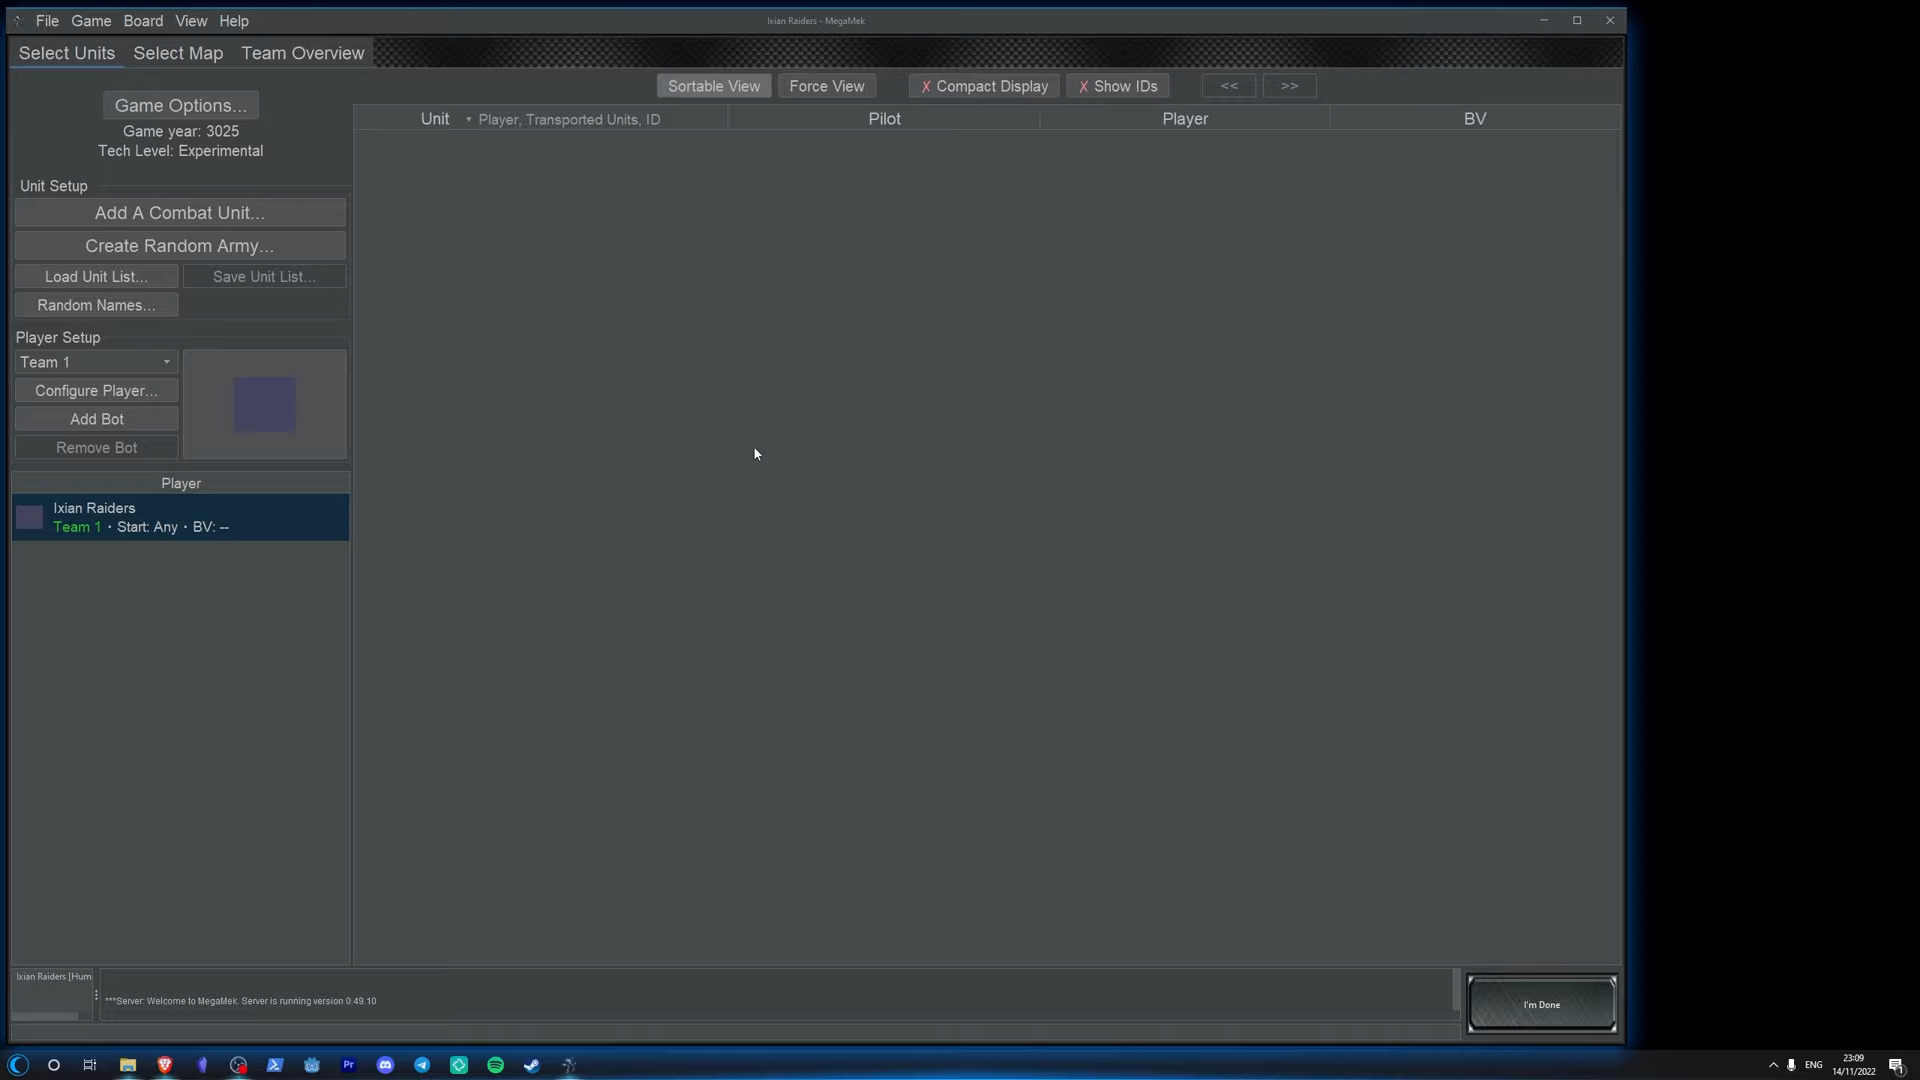 File Game Board View Help
Ixian Raiders - MegaMek
Select Units Select Map Team Overview
Sortable View Force View ✗ Compact Display ✗ Show IDs << >>
Game Options...
Game year: 3025
Tech Level: Experimental
Unit ▾ Player, Transported Units, ID Pilot Player BV
Unit Setup
Add A Combat Unit...
Create Random Army...
Load Unit List... Save Unit List...
Random Names...
Player Setup
Team 1
Configure Player...
Add Bot
Remove Bot
Player
Ixian Raiders
Team 1 • Start: Any • BV: --
Ixian Raiders [Hum
***Server: Welcome to MegaMek. Server is running version 0.49.10
I'm Done
Pr
ENG
23:09
14/11/2022
1